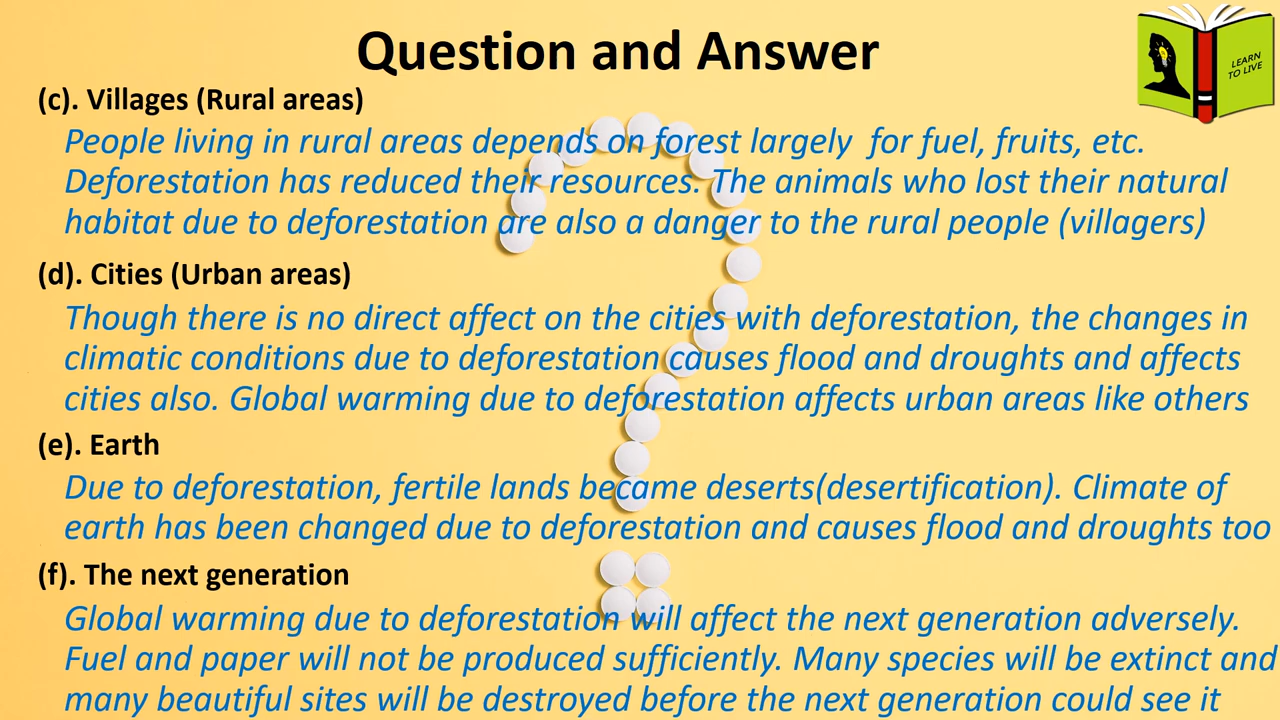 Question and Answer
LEARN
TO LIVE
(c). Villages (Rural areas)
People living in rural areas depends on forest largely for fuel, fruits, etc.
Deforestation has reduced their resources. The animals who lost their natural
habitat due to deforestation are also a danger to the rural people (villagers)
(d). Cities (Urban areas)
Though there is no direct affect on the cities with deforestation, the changes in
climatic conditions due to deforestation causes flood and droughts and affects
cities also. Global warming due to deforestation affects urban areas like others
(e). Earth
Due to deforestation, fertile lands became deserts(desertification). Climate of
earth has been changed due to deforestation and causes flood and droughts too
(f). The next generation
Global warming due to deforestation will affect the next generation adversely.
Fuel and paper will not be produced sufficiently. Many species will be extinct and
many beautiful sites will be destroyed before the next generation could see it